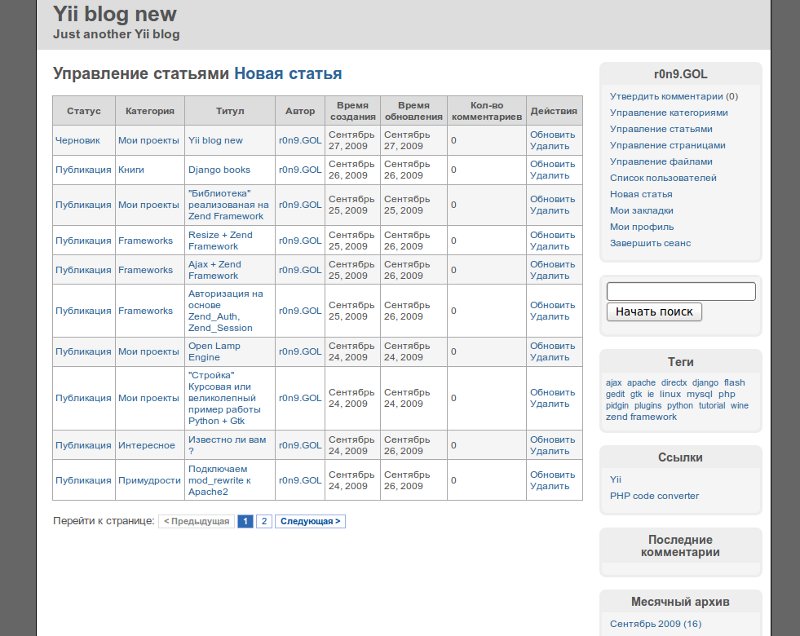 Yii blog new
Just another Yii blog
Управление статьями Новая статья
Статус Категория Титул Автор Время создания Время обновления Кол-во комментариев Действия
Черновик Мои проекты Yii blog new r0n9.GOL Сентябрь 27, 2009 Сентябрь 27, 2009 0 Обновить Удалить
Публикация Книги Django books r0n9.GOL Сентябрь 26, 2009 Сентябрь 26, 2009 0 Обновить Удалить
Публикация Мои проекты "Библиотека" реализованая на Zend Framework r0n9.GOL Сентябрь 25, 2009 Сентябрь 25, 2009 0 Обновить Удалить
Публикация Frameworks Resize + Zend Framework r0n9.GOL Сентябрь 25, 2009 Сентябрь 26, 2009 0 Обновить Удалить
Публикация Frameworks Ajax + Zend Framework r0n9.GOL Сентябрь 25, 2009 Сентябрь 26, 2009 0 Обновить Удалить
Публикация Frameworks Авторизация на основе Zend_Auth, Zend_Session r0n9.GOL Сентябрь 25, 2009 Сентябрь 26, 2009 0 Обновить Удалить
Публикация Мои проекты Open Lamp Engine r0n9.GOL Сентябрь 24, 2009 Сентябрь 24, 2009 0 Обновить Удалить
Публикация Мои проекты "Стройка" Курсовая или великолепный пример работы Python + Gtk r0n9.GOL Сентябрь 24, 2009 Сентябрь 24, 2009 0 Обновить Удалить
Публикация Интересное Известно ли вам ? r0n9.GOL Сентябрь 24, 2009 Сентябрь 26, 2009 0 Обновить Удалить
Публикация Примудрости Подключаем mod_rewrite к Apache2 r0n9.GOL Сентябрь 24, 2009 Сентябрь 26, 2009 0 Обновить Удалить
Перейти к странице: < Предыдущая 1 2 Следующая >
r0n9.GOL
Утвердить комментарии (0)
Управление категориями
Управление статьями
Управление страницами
Управление файлами
Список пользователей
Новая статья
Мои закладки
Мои профиль
Завершить сеанс
Начать поиск
Теги
ajax apache directx django flash
gedit gtk ie linux mysql php
pidgin plugins python tutorial wine
zend framework
Ссылки
Yii
PHP code converter
Последние
комментарии
Месячный архив
Сентябрь 2009 (16)